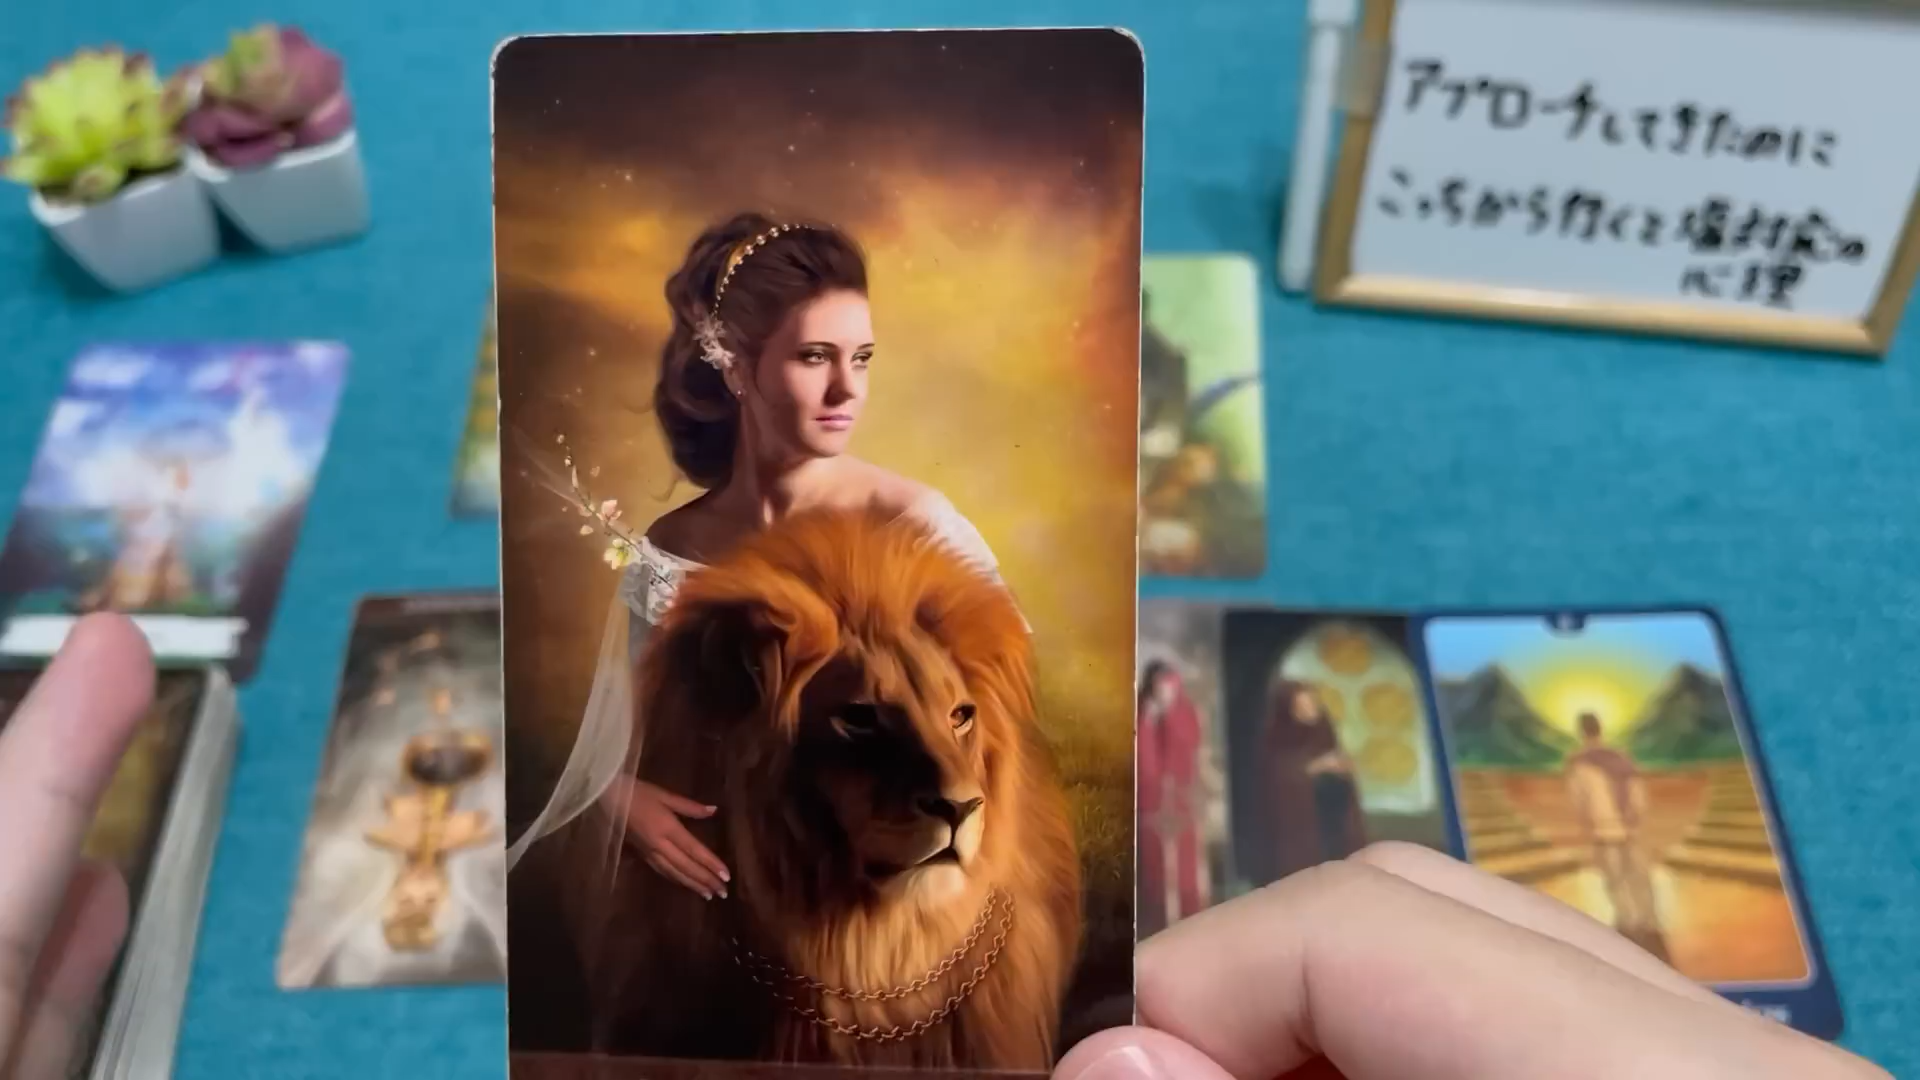 アプローチしてきたのに
こっちから行くと塩対応の
心理